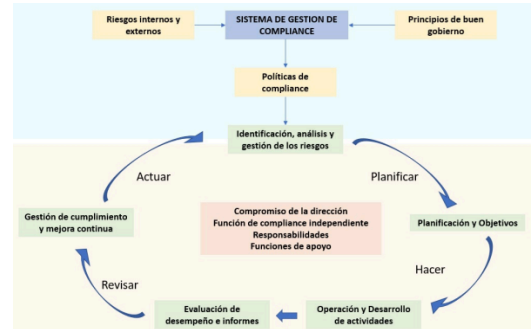 Riesgos internos y
externos
SISTEMA DE GESTION DE
COMPLIANCE
Principios de buen
gobierno
Políticas de
compliance
Identificación, análisis y
gestión de los riesgos
Actuar
Planificar
Gestión de cumplimiento
y mejora continua
Compromiso de la dirección
Función de compliance independiente
Responsabilidades
Funciones de apoyo
Planificación y Objetivos
Hacer
Revisar
Evaluación de
desempeño e informes
Operación y Desarrollo
de actividades